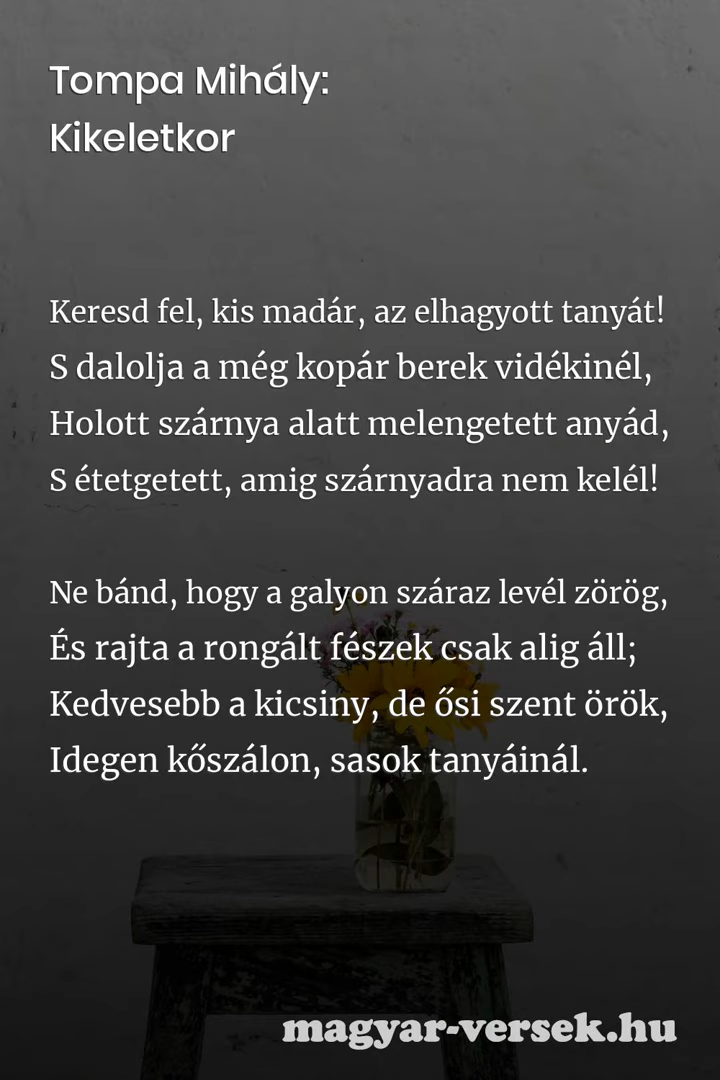 Tompa Mihály:
Kikeletkor
Keresd fel, kis madár, az elhagyott tanyát!
S dalolja a még kopár berek vidékinél,
Holott szárnya alatt melengetett anyád,
S étetgetett, amig szárnyadra nem kelél!
Ne bánd, hogy a galyon száraz levél zörög,
És rajta a rongált fészek csak alig áll;
Kedvesebb a kicsiny, de ősi szent örök,
Idegen kőszálon, sasok tanyáinál.
magyar-versek.hu